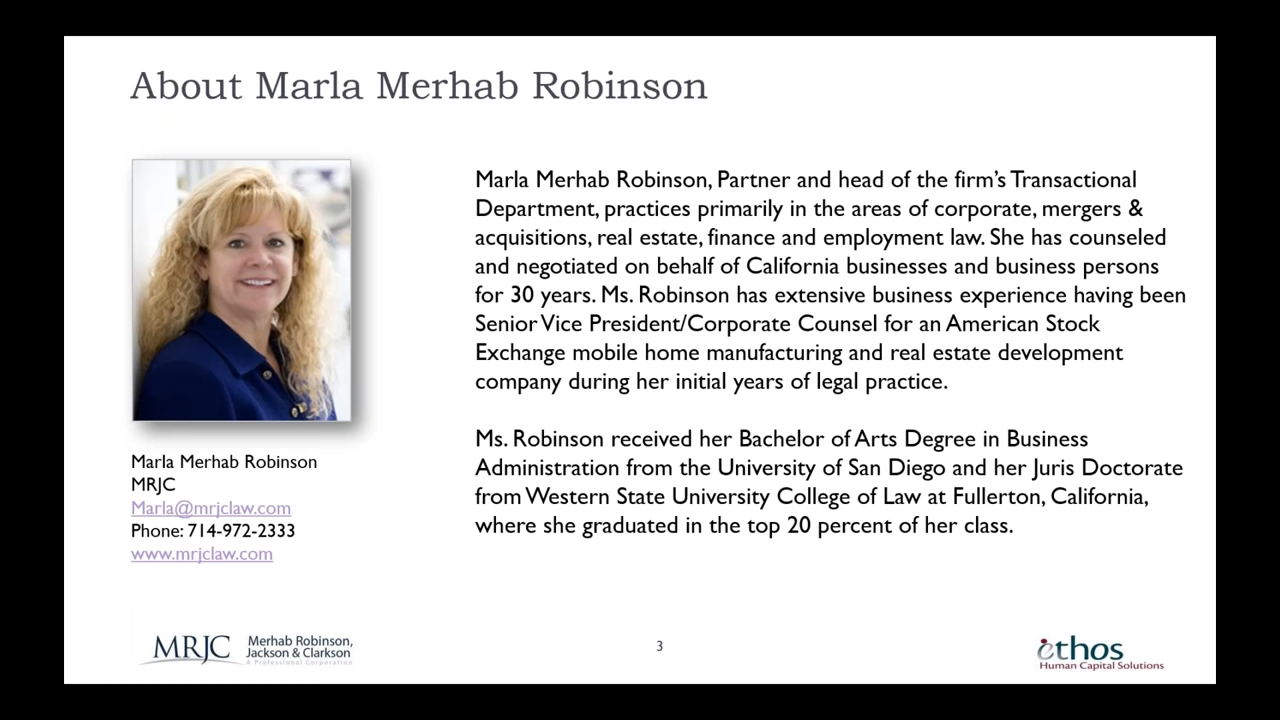 About Marla Merhab Robinson
Marla Merhab Robinson, Partner and head of the firm's Transactional
Department, practices primarily in the areas of corporate, mergers &
acquisitions, real estate, finance and employment law. She has counseled
and negotiated on behalf of California businesses and business persons
for 30 years. Ms. Robinson has extensive business experience having been
Senior Vice President/Corporate Counsel for an American Stock
Exchange mobile home manufacturing and real estate development
company during her initial years of legal practice.
Ms. Robinson received her Bachelor of Arts Degree in Business
Administration from the University of San Diego and her Juris Doctorate
from Western State University College of Law at Fullerton, California,
where she graduated in the top 20 percent of her class.
Marla Merhab Robinson
MRJC
Marla@mrjclaw.com
Phone: 714-972-2333
www.mrjclaw.com
MRJC
Merhab Robinson,
Jackson & Clarkson
A Professional Corporation
3
ethos
Human Capital Solutions